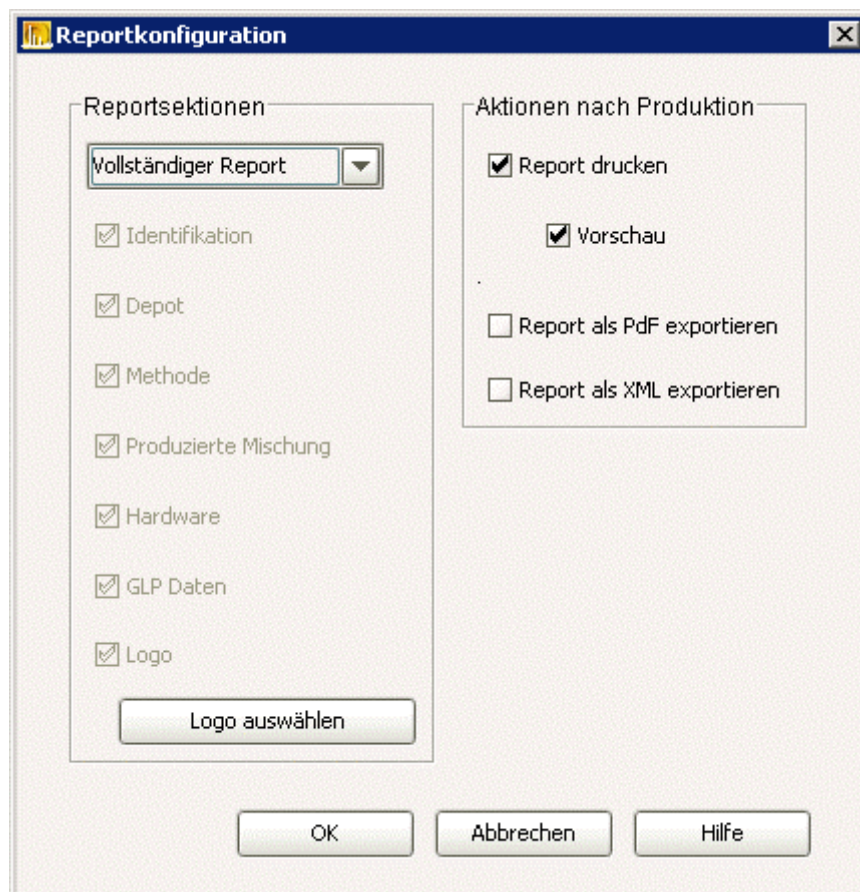 Reportkonfiguration
Reportsektionen
Vollständiger Report
Identifikation
Depot
Methode
Produzierte Mischung
Hardware
GLP Daten
Logo
Logo auswählen
Aktionen nach Produktion
Report drucken
Vorschau
.
Report als PdF exportieren
Report als XML exportieren
OK
Abbrechen
Hilfe